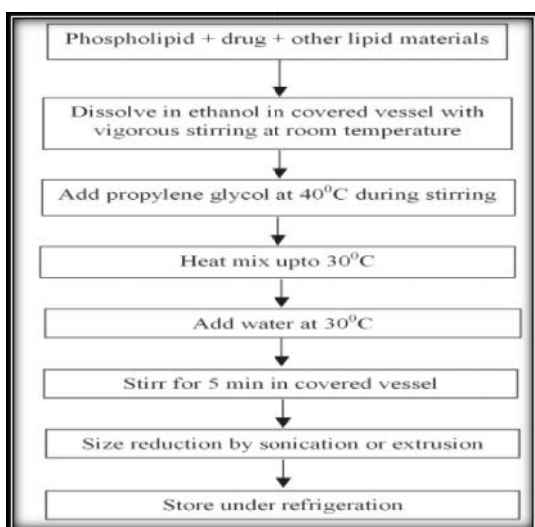 Phospholipid + drug + other lipid materials
Dissolve in ethanol in covered vessel with
vigorous stirring at room temperature
Add propylene glycol at 40⁰C during stirring
Heat mix upto 30⁰C
Add water at 30⁰C
Stirr for 5 min in covered vessel
Size reduction by sonication or extrusion
Store under refrigeration